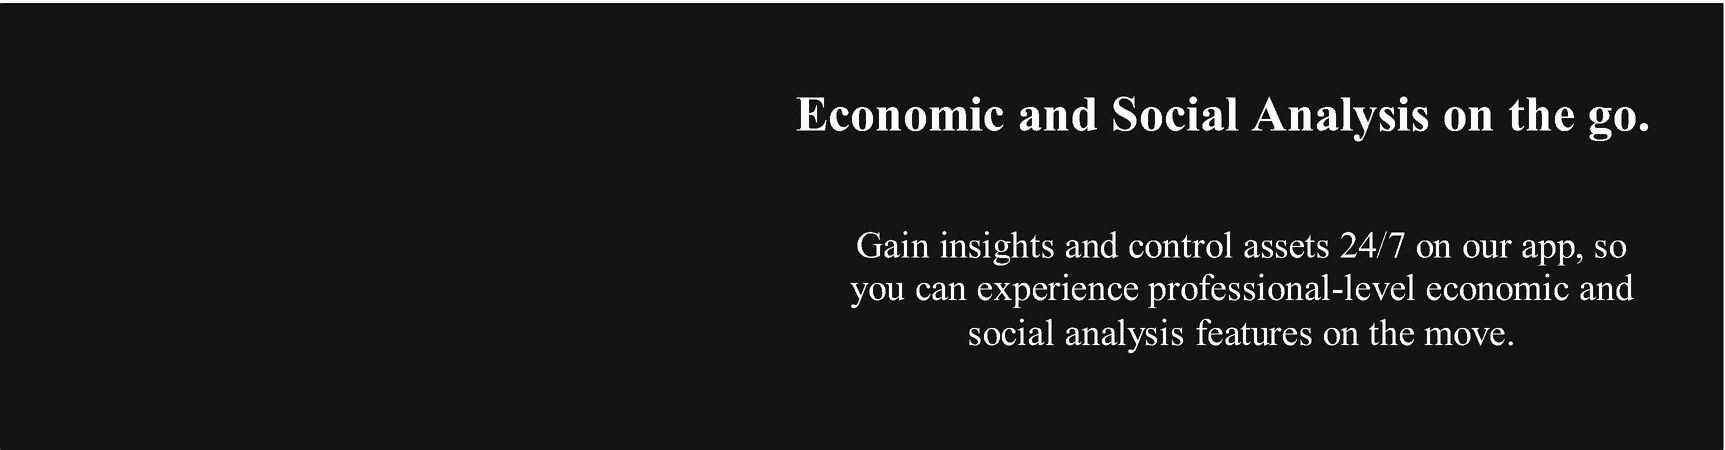 Economic and Social Analysis on the go.
Gain insights and control assets 24/7 on our app, so
you can experience professional-level economic and
social analysis features on the move.